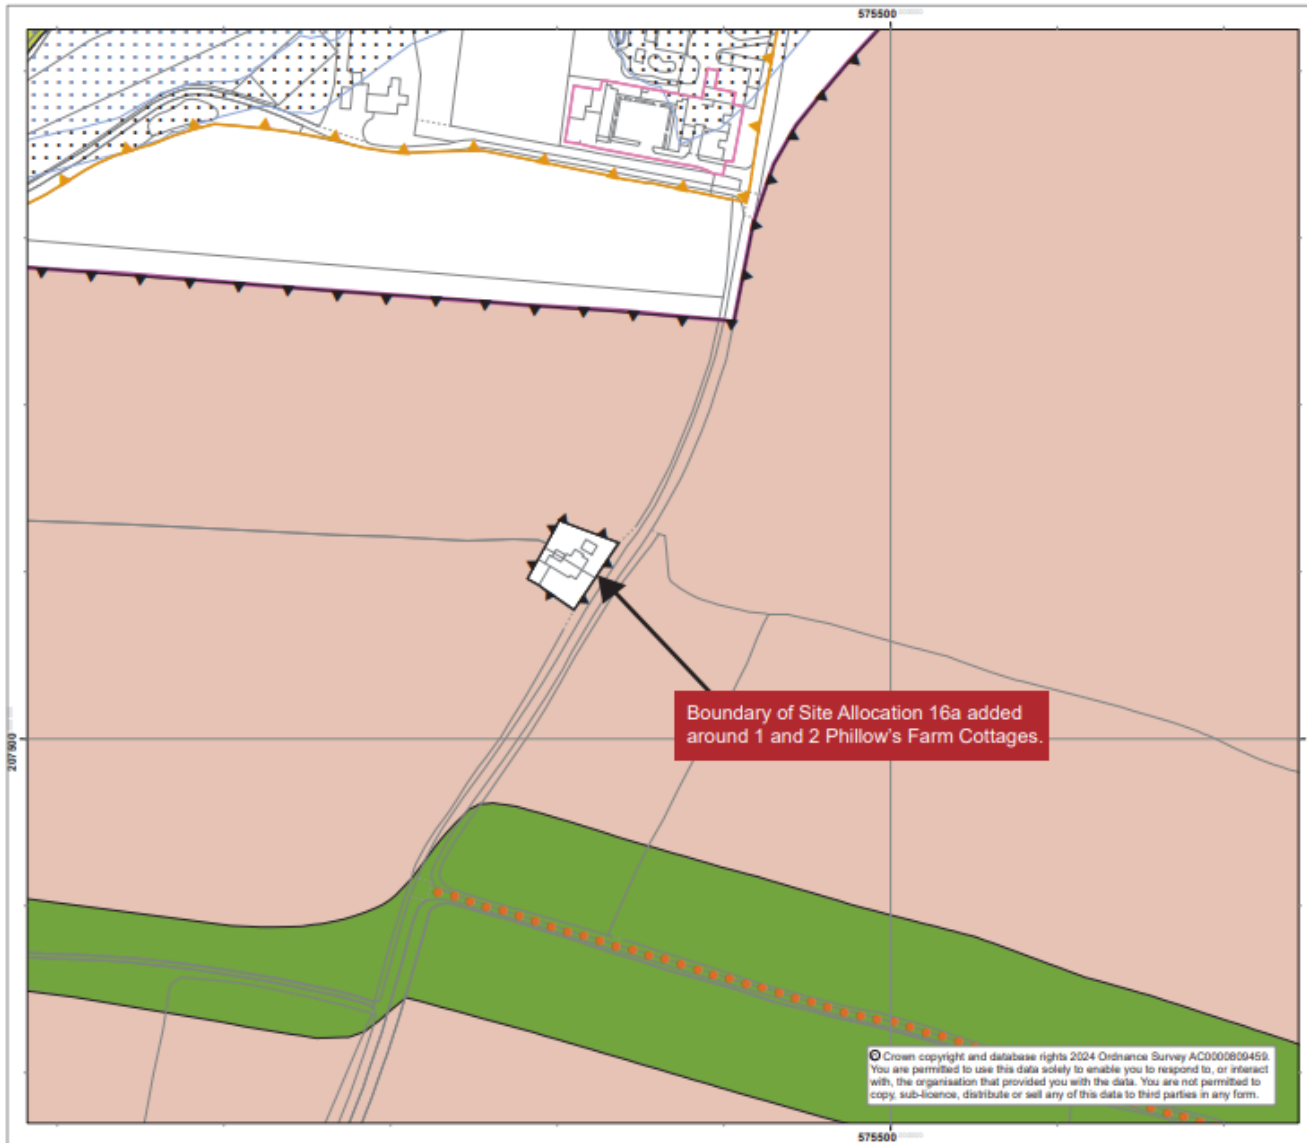 575500
Boundary of Site Allocation 16a added
around 1 and 2 Phillow's Farm Cottages.
207500
© Crown copyright and database rights 2024 Ordnance Survey AC0000809459.
You are permitted to use this data solely to enable you to respond to, or interact
with, the organisation that provided you with the data. You are not permitted to
copy, sub-licence, distribute or sell any of this data to third parties in any form.
575500